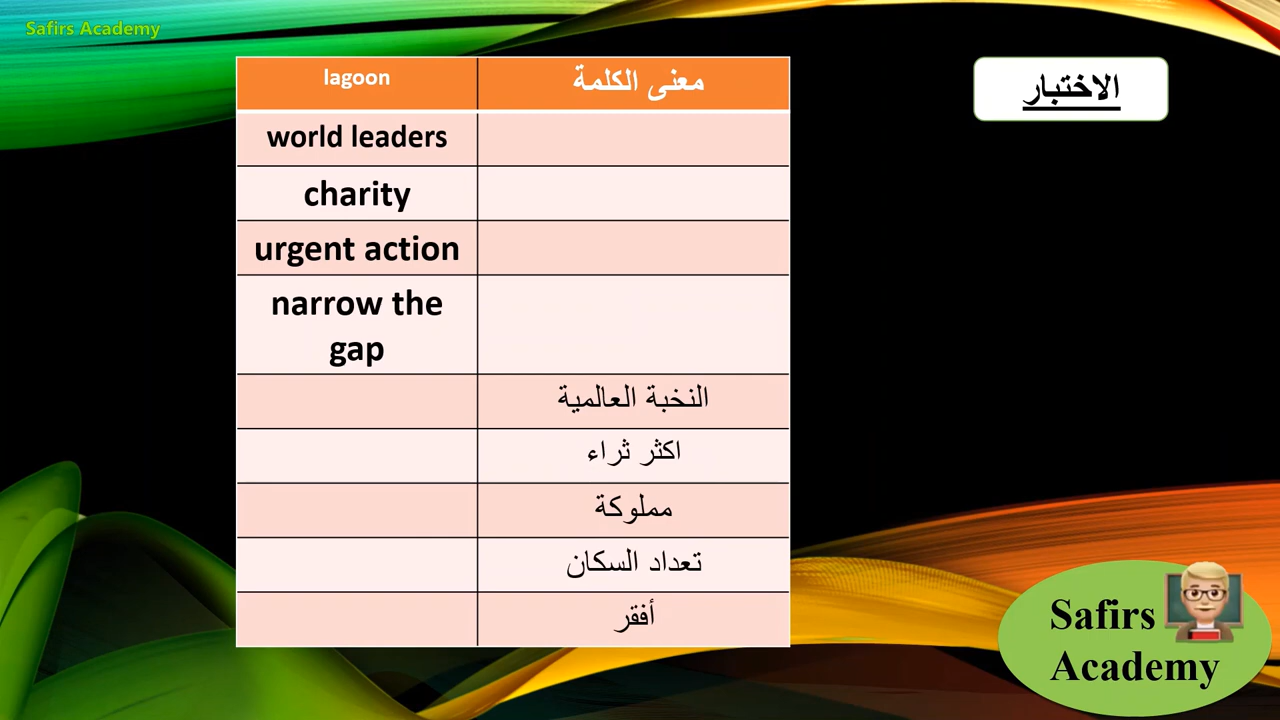 Safirs Academy
الاختبار
lagoon
معنى الكلمة
world leaders
charity
urgent action
narrow the
gap
النخبة العالمية
اكثر ثراء
مملوكة
تعداد السكان
أفقر
Safirs
Academy